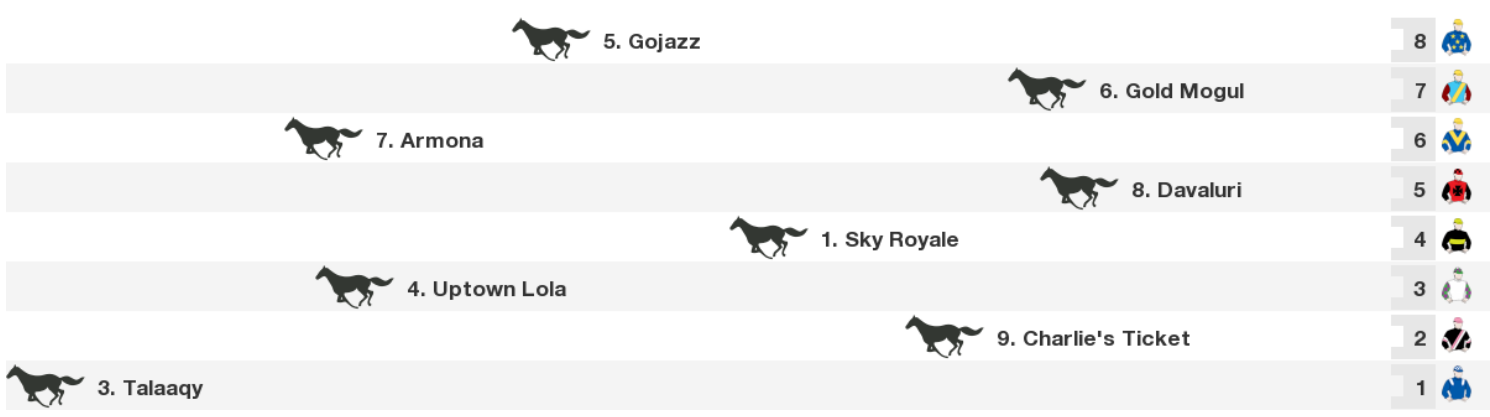 5. Gojazz 8
6. Gold Mogul 7
7. Armona 6
8. Davaluri 5
1. Sky Royale 4
4. Uptown Lola 3
9. Charlie's Ticket 2
3. Talaaqy 1